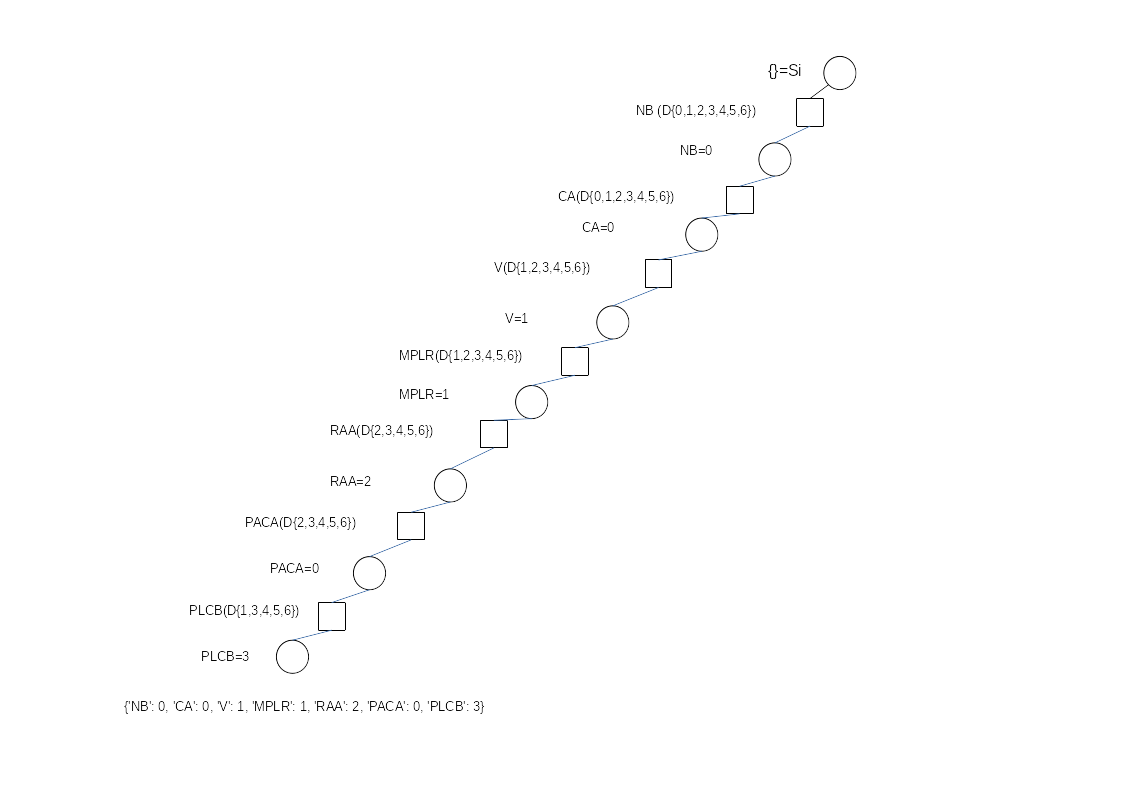 {}=Si
NB (D{0,1,2,3,4,5,6})
NB=0
CA(D{0,1,2,3,4,5,6})
CA=0
V(D{1,2,3,4,5,6})
V=1
MPLR(D{1,2,3,4,5,6})
MPLR=1
RAA(D{2,3,4,5,6})
RAA=2
PACA(D{2,3,4,5,6})
PACA=0
PLCB(D{1,3,4,5,6})
PLCB=3
{'NB': 0, 'CA': 0, 'V': 1, 'MPLR': 1, 'RAA': 2, 'PACA': 0, 'PLCB': 3}